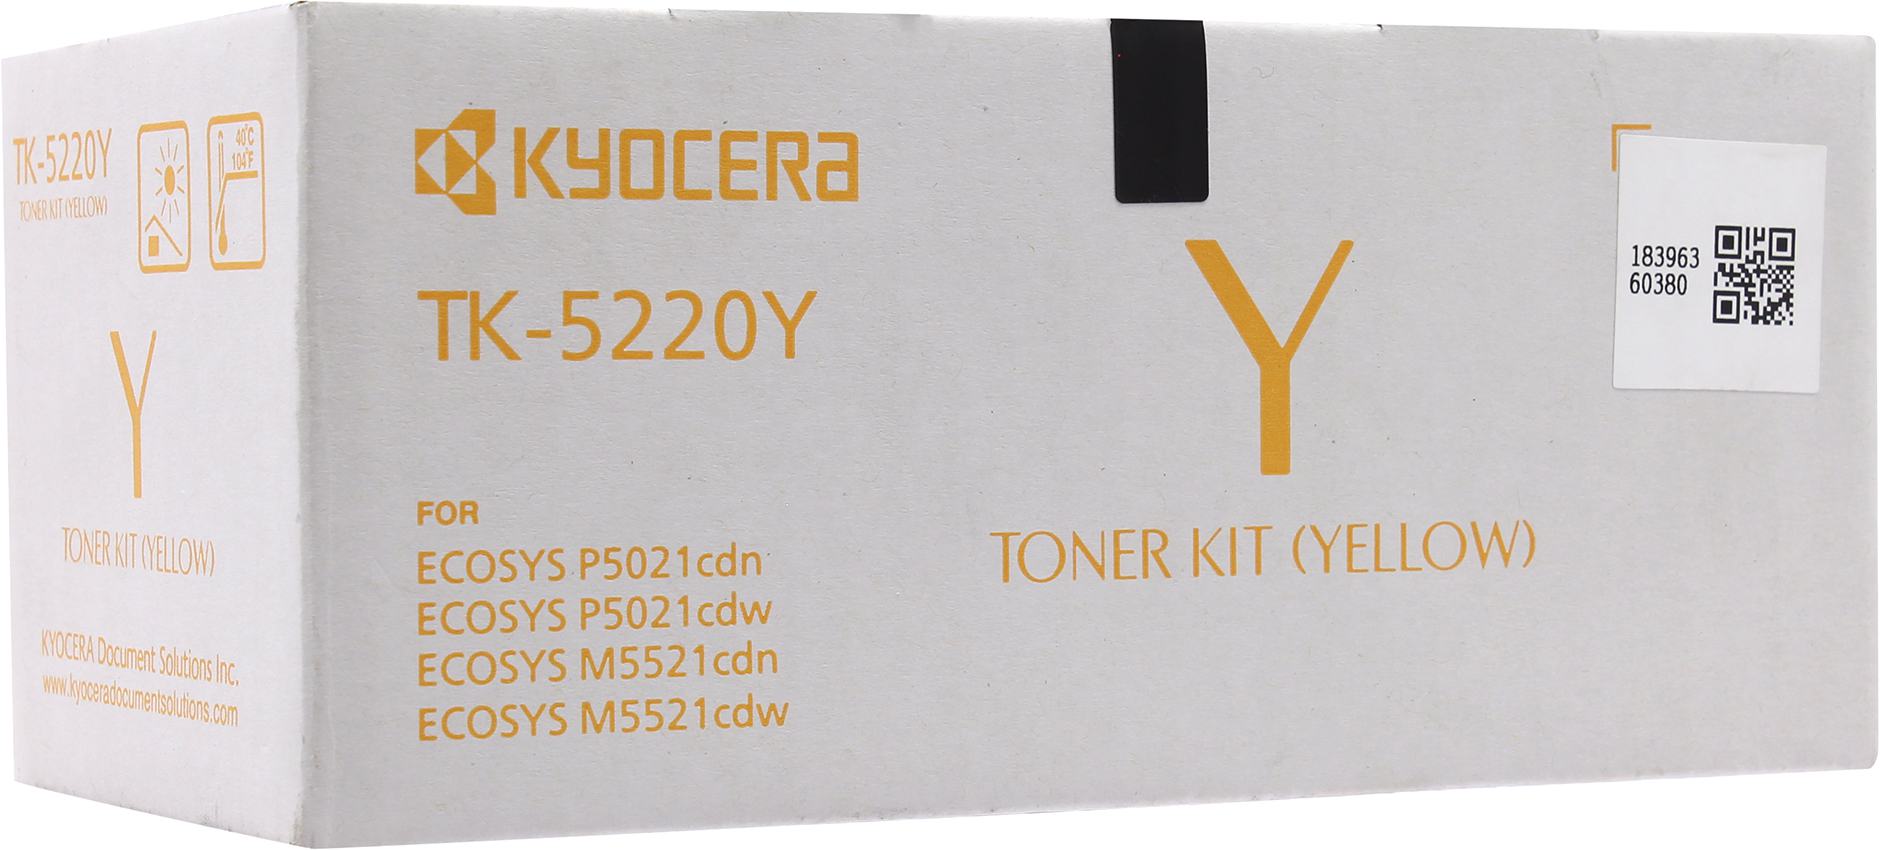 TK-5220Y
TONER KIT (YELLOW)
40°C
104°F
Y
TONER KIT (YELLOW)
KYOCERA Document Solutions Inc.
www.kyoceradocumentsolutions.com
KYOCERA
TK-5220Y
FOR
ECOSYS P5021cdn
ECOSYS P5021cdw
ECOSYS M5521cdn
ECOSYS M5521cdw
Y
TONER KIT (YELLOW)
183963
60380